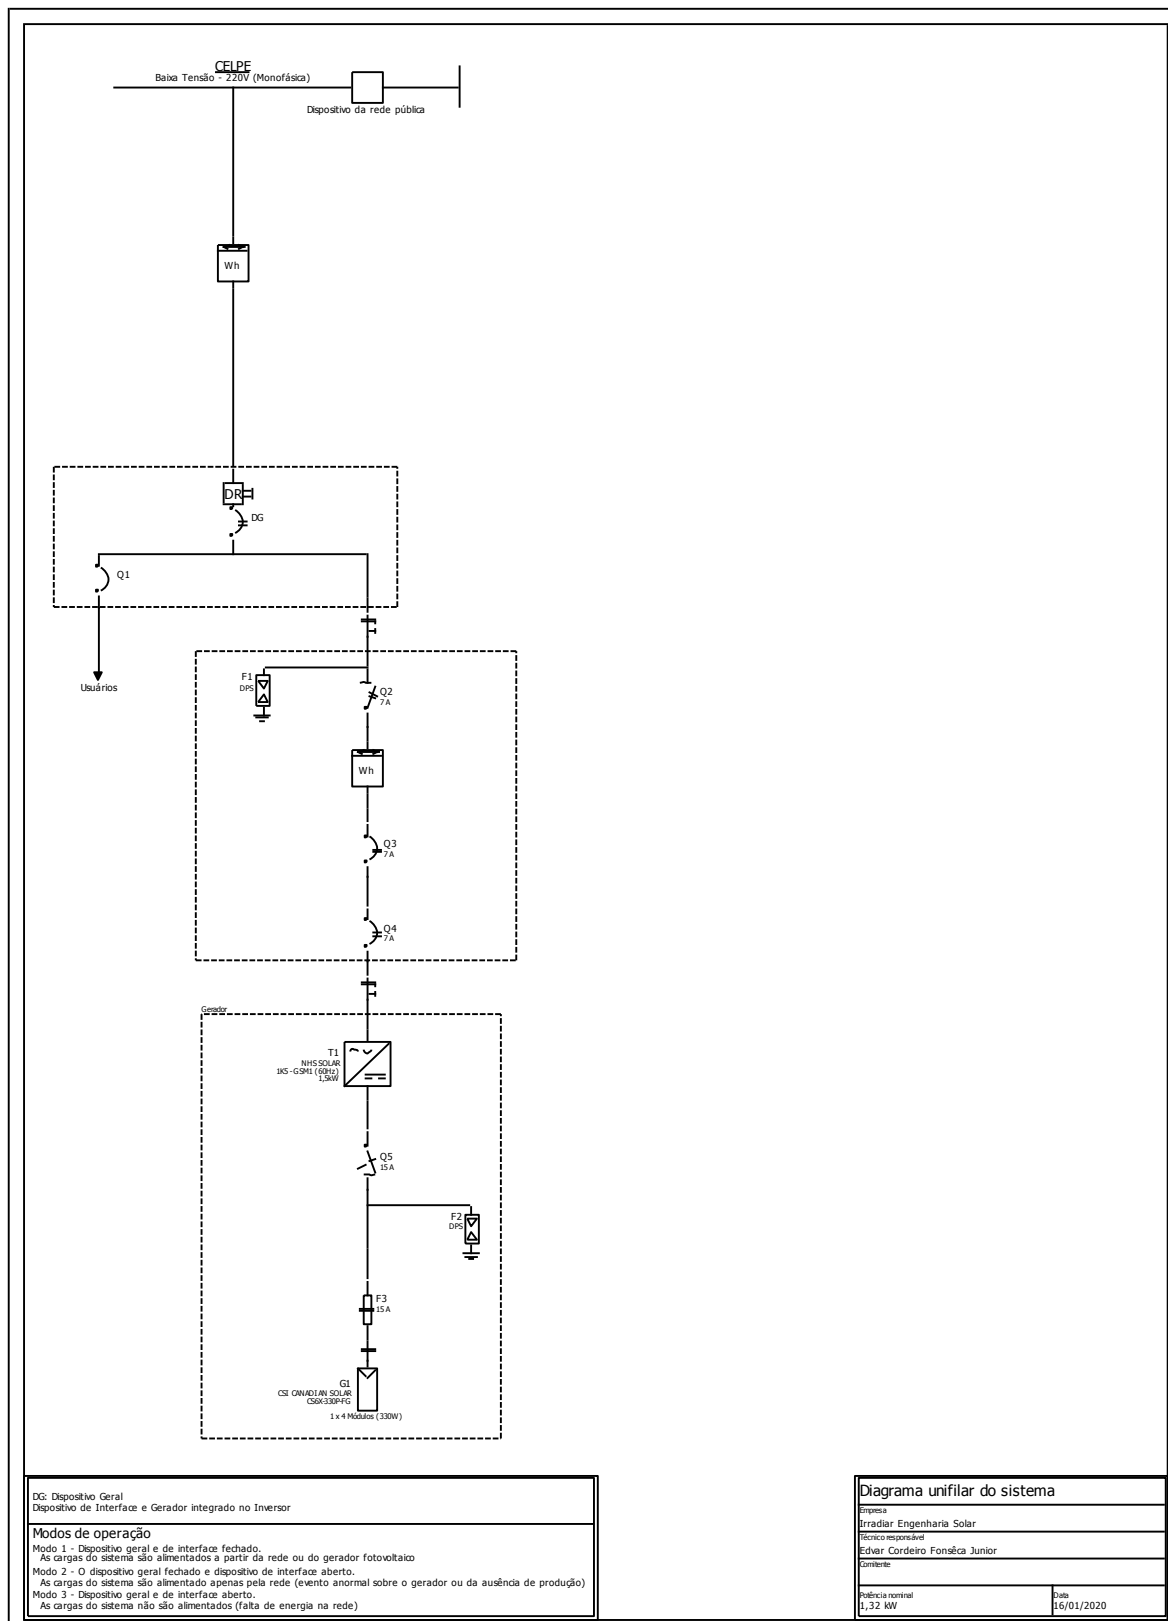 CELPE
Baixa Tensão - 220V (Monofásica)
Dispositivo da rede pública
Wh
DR
DG
Q1
Usuários
F1
DPS
Q2
7 A
Wh
Q3
7 A
Q4
7 A
Gerador
T1
NHS SOLAR
1K5 - GSM1 (60Hz)
1,5kW
Q5
15 A
F2
DPS
F3
15 A
G1
CSI CANADIAN SOLAR
CS6X-330P-FG
1 x 4 Módulos (330W)
DG: Dispositivo Geral
Dispositivo de Interface e Gerador integrado no Inversor
Modos de operação
Modo 1 - Dispositivo geral e de interface fechado.
As cargas do sistema são alimentados a partir da rede ou do gerador fotovoltaico
Modo 2 - O dispositivo geral fechado e dispositivo de interface aberto.
As cargas do sistema são alimentado apenas pela rede (evento anormal sobre o gerador ou da ausência de produção)
Modo 3 - Dispositivo geral e de interface aberto.
As cargas do sistema não são alimentados (falta de energia na rede)
Diagrama unifilar do sistema
Empresa
Irradiar Engenharia Solar
Técnico responsável
Edvar Cordeiro Fonsêca Junior
Comitente
Potência nominal
1,32 kW
Data
16/01/2020